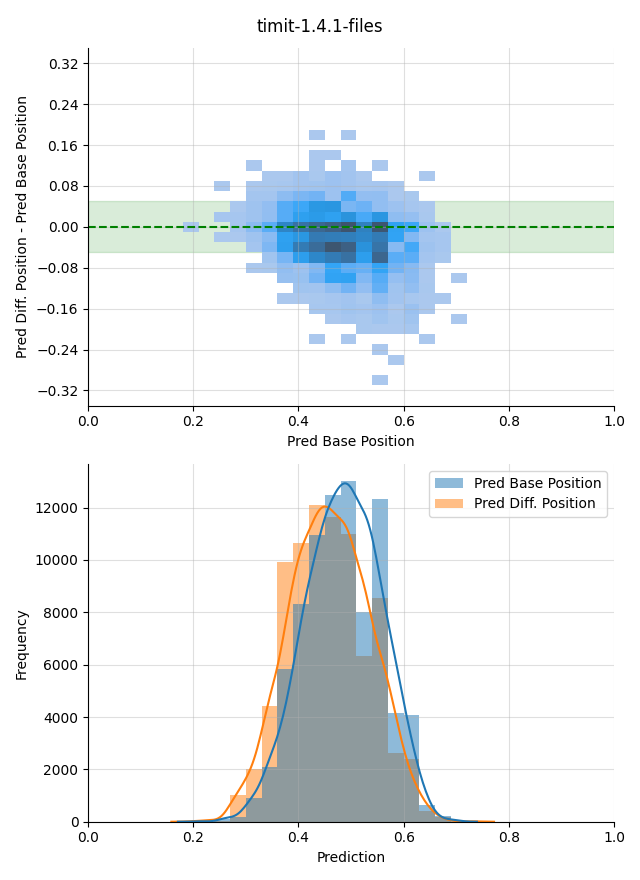 timit-1.4.1-files
0.32
0.24
0.16
0.08
0.00
−0.08
−0.16
−0.24
−0.32
Pred Diff. Position - Pred Base Position
0.0 0.2 0.4 0.6 0.8 1.0
Pred Base Position
Pred Base Position
Pred Diff. Position
12000
10000
8000
6000
4000
2000
0
Frequency
0.0 0.2 0.4 0.6 0.8 1.0
Prediction